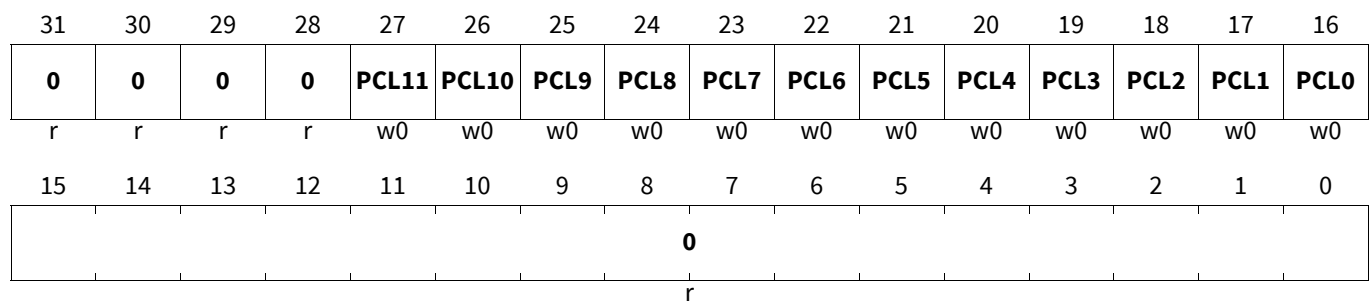 31 30 29 28 27 26 25 24 23 22 21 20 19 18 17 16
0 0 0 0 PCL11 PCL10 PCL9 PCL8 PCL7 PCL6 PCL5 PCL4 PCL3 PCL2 PCL1 PCL0
r r r r w0 w0 w0 w0 w0 w0 w0 w0 w0 w0 w0 w0
15 14 13 12 11 10 9 8 7 6 5 4 3 2 1 0
0
r